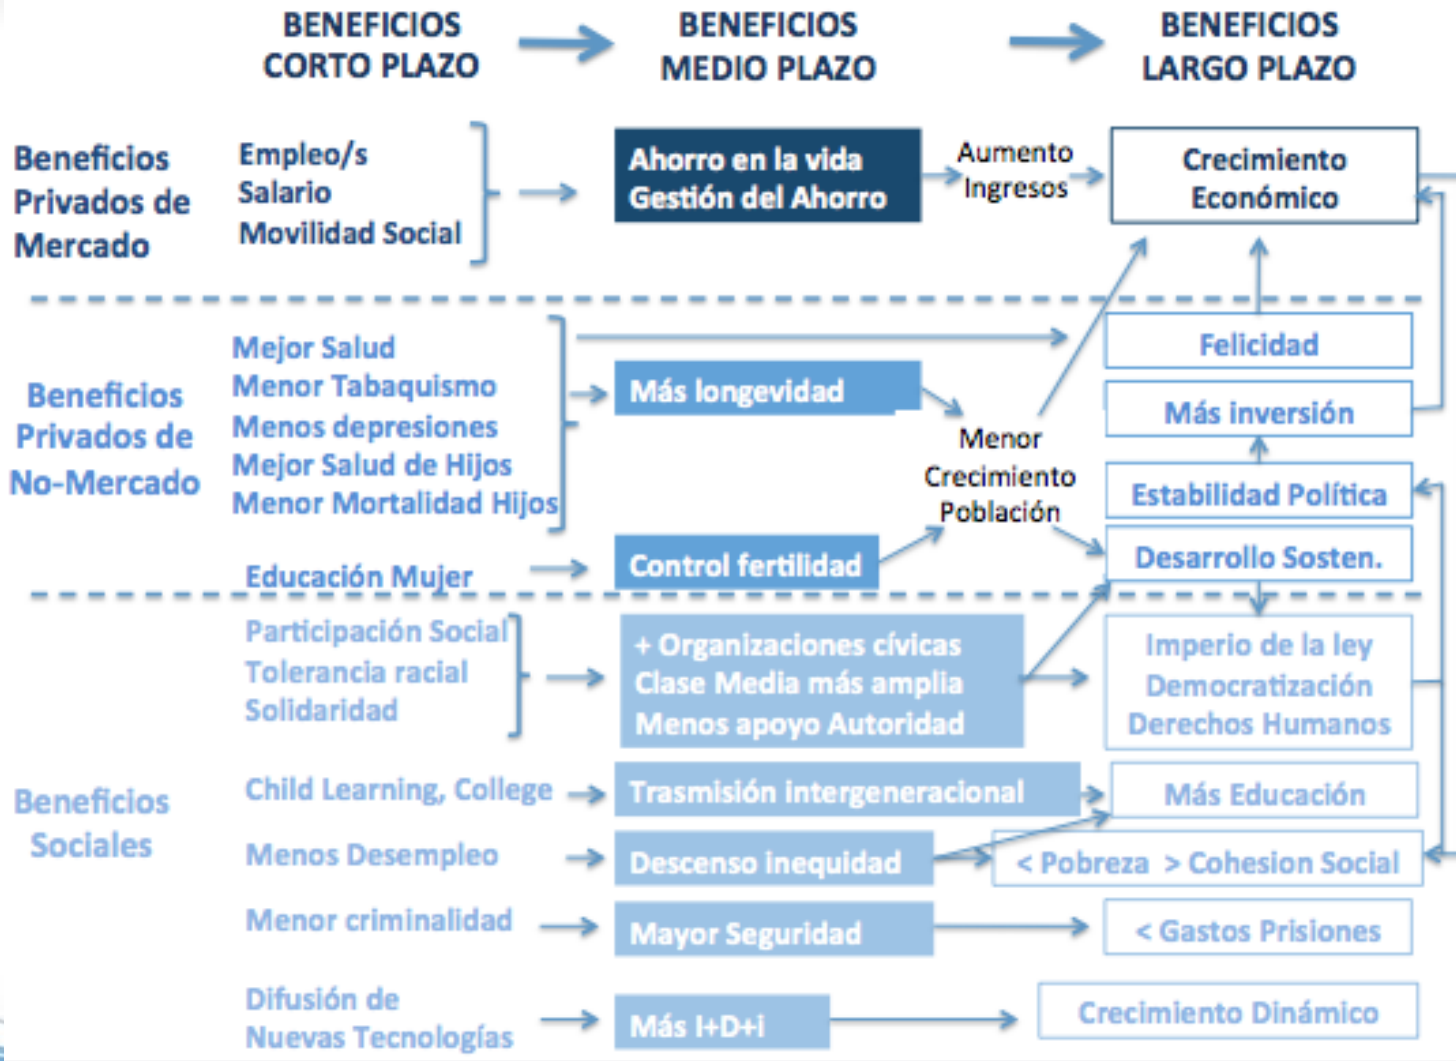 BENEFICIOS
CORTO PLAZO
BENEFICIOS
MEDIO PLAZO
BENEFICIOS
LARGO PLAZO
Beneficios
Privados de
Mercado
Empleo/s
Salario
Movilidad Social
Ahorro en la vida
Gestión del Ahorro
Aumento
Ingresos
Crecimiento
Económico
Beneficios
Privados de
No-Mercado
Mejor Salud
Menor Tabaquismo
Menos depresiones
Mejor Salud de Hijos
Menor Mortalidad Hijos
Educación Mujer
Más longevidad
Control fertilidad
Menor
Crecimiento
Población
Felicidad
Más inversión
Estabilidad Política
Desarrollo Sosten.
Beneficios
Sociales
Participación Social
Tolerancia racial
Solidaridad
+ Organizaciones cívicas
Clase Media más amplia
Menos apoyo Autoridad
Imperio de la ley
Democratización
Derechos Humanos
Child Learning, College
Trasmisión intergeneracional
Más Educación
Menos Desempleo
Descenso inequidad
< Pobreza > Cohesion Social
Menor criminalidad
Mayor Seguridad
< Gastos Prisiones
Difusión de
Nuevas Tecnologías
Más I+D+i
Crecimiento Dinámico